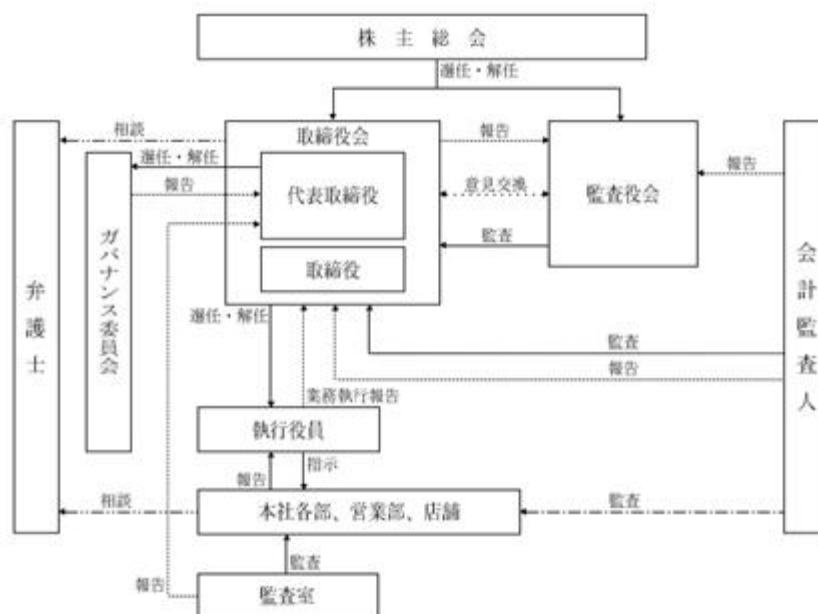 株主総会
選任・解任
相談
取締役会
報告
報告
選任・解任
報告
代表取締役
意見交換
監査役会
監査
取締役
弁護士
ガバナンス委員会
会計監査人
選任・解任
監査
報告
業務執行報告
執行役員
報告
指示
相談
本社各部、営業部、店舗
監査
監査
報告
監査室